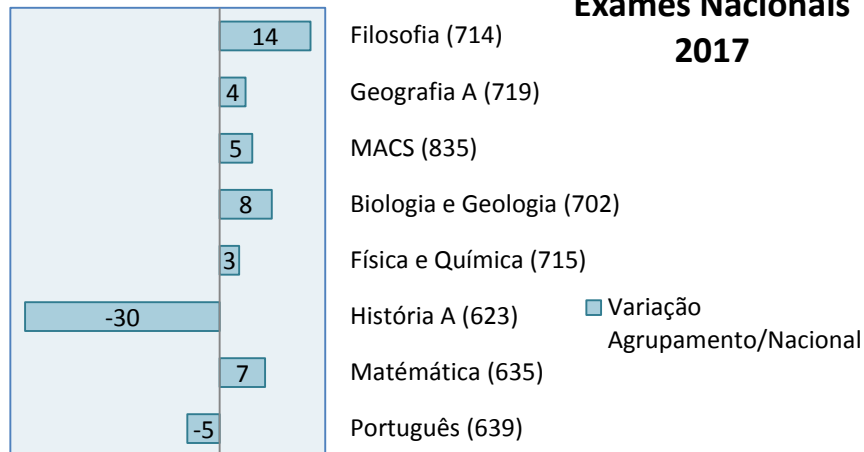 Exames Nacionais
2017
14 Filosofia (714)
4 Geografia A (719)
5 MACS (835)
8 Biologia e Geologia (702)
3 Física e Química (715)
-30 História A (623)
Variação
Agrupamento/Nacional
7 Matémática (635)
-5 Português (639)